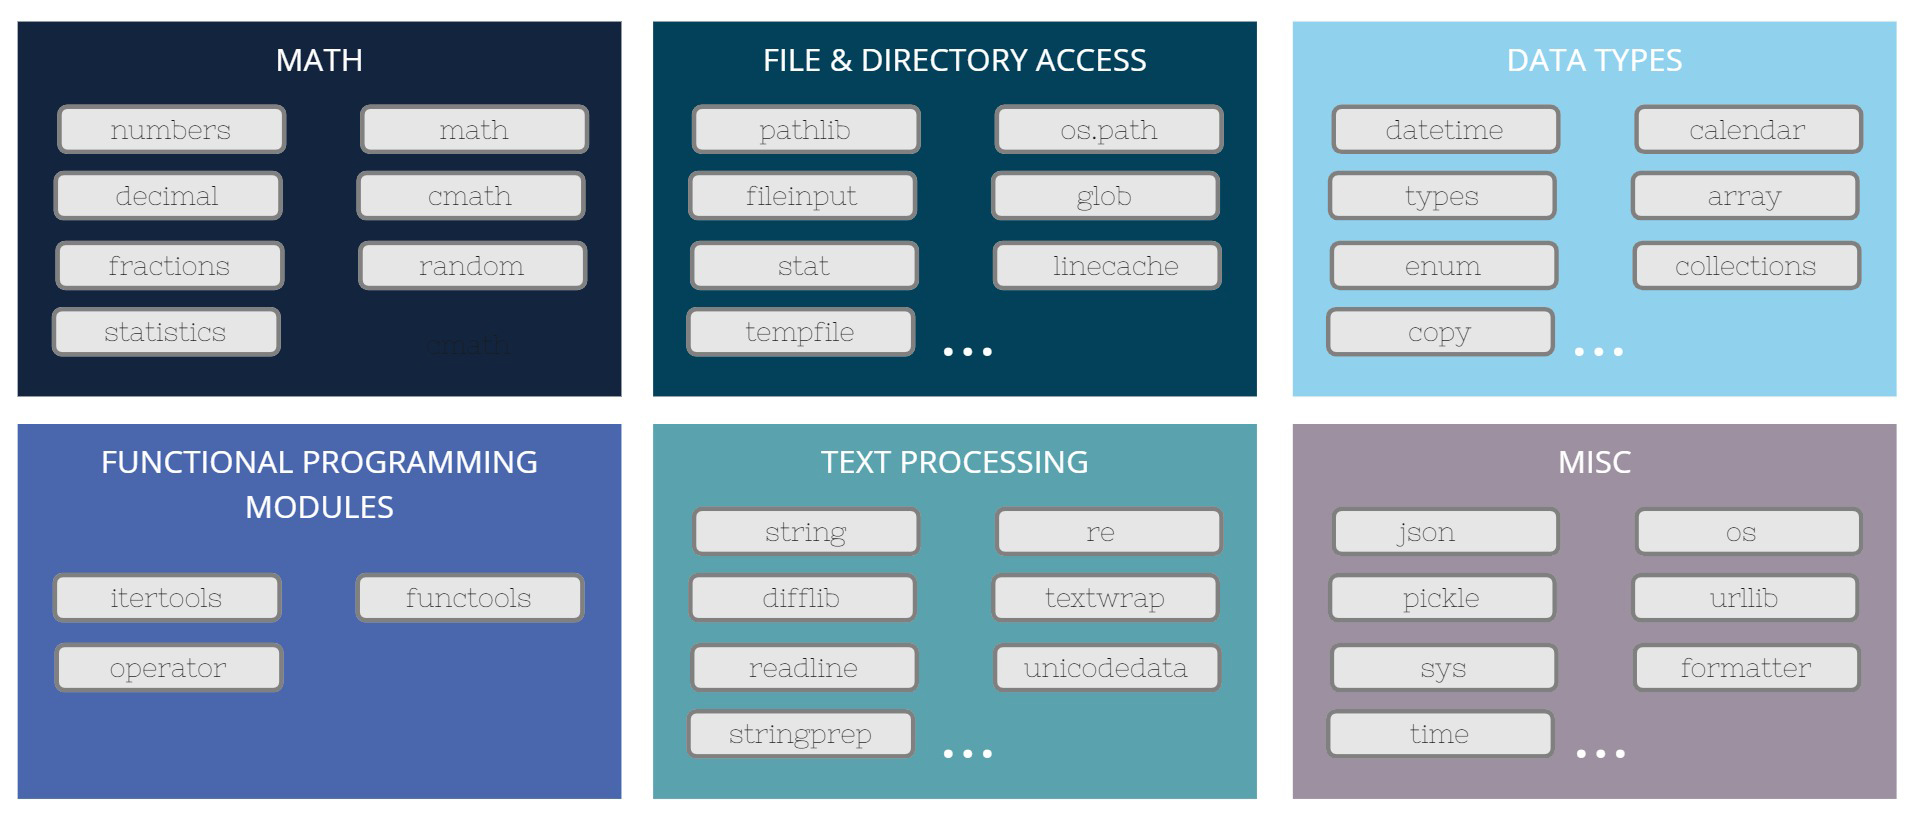 MATH
numbers
math
decimal
cmath
fractions
random
statistics
cmath
FILE & DIRECTORY ACCESS
pathlib
os.path
fileinput
glob
stat
linecache
tempfile
...
DATA TYPES
datetime
calendar
types
array
enum
collections
copy
...
FUNCTIONAL PROGRAMMING
MODULES
itertools
functools
operator
TEXT PROCESSING
string
re
difflib
textwrap
readline
unicodedata
stringprep
...
MISC
json
os
pickle
urllib
sys
formatter
time
...